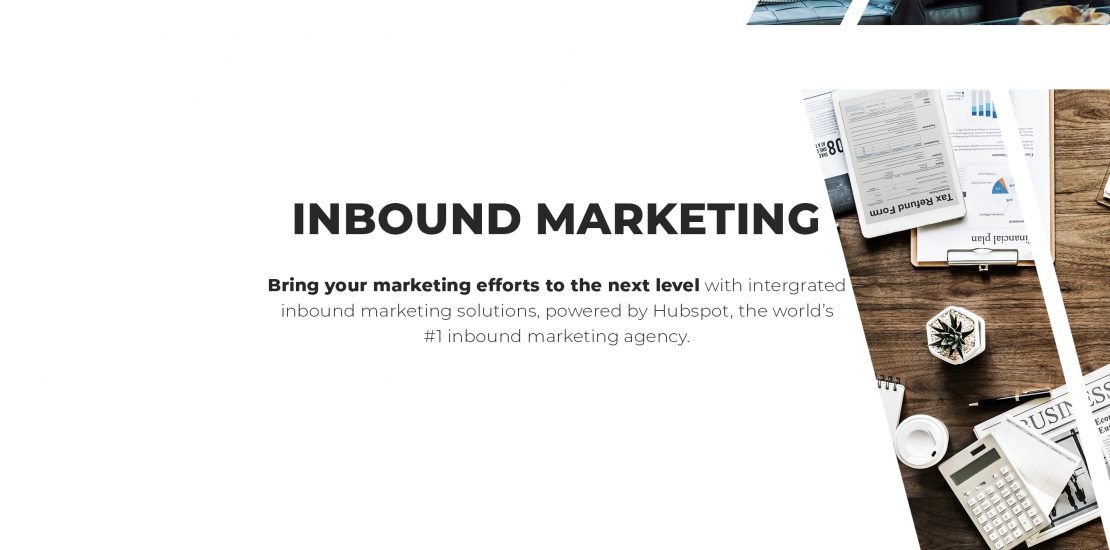 INBOUND MARKETING
Bring your marketing efforts to the next level with intergrated
inbound marketing solutions, powered by Hubspot, the world’s
#1 inbound marketing agency.
Tax Refund Form
financial plan
BUSINESS